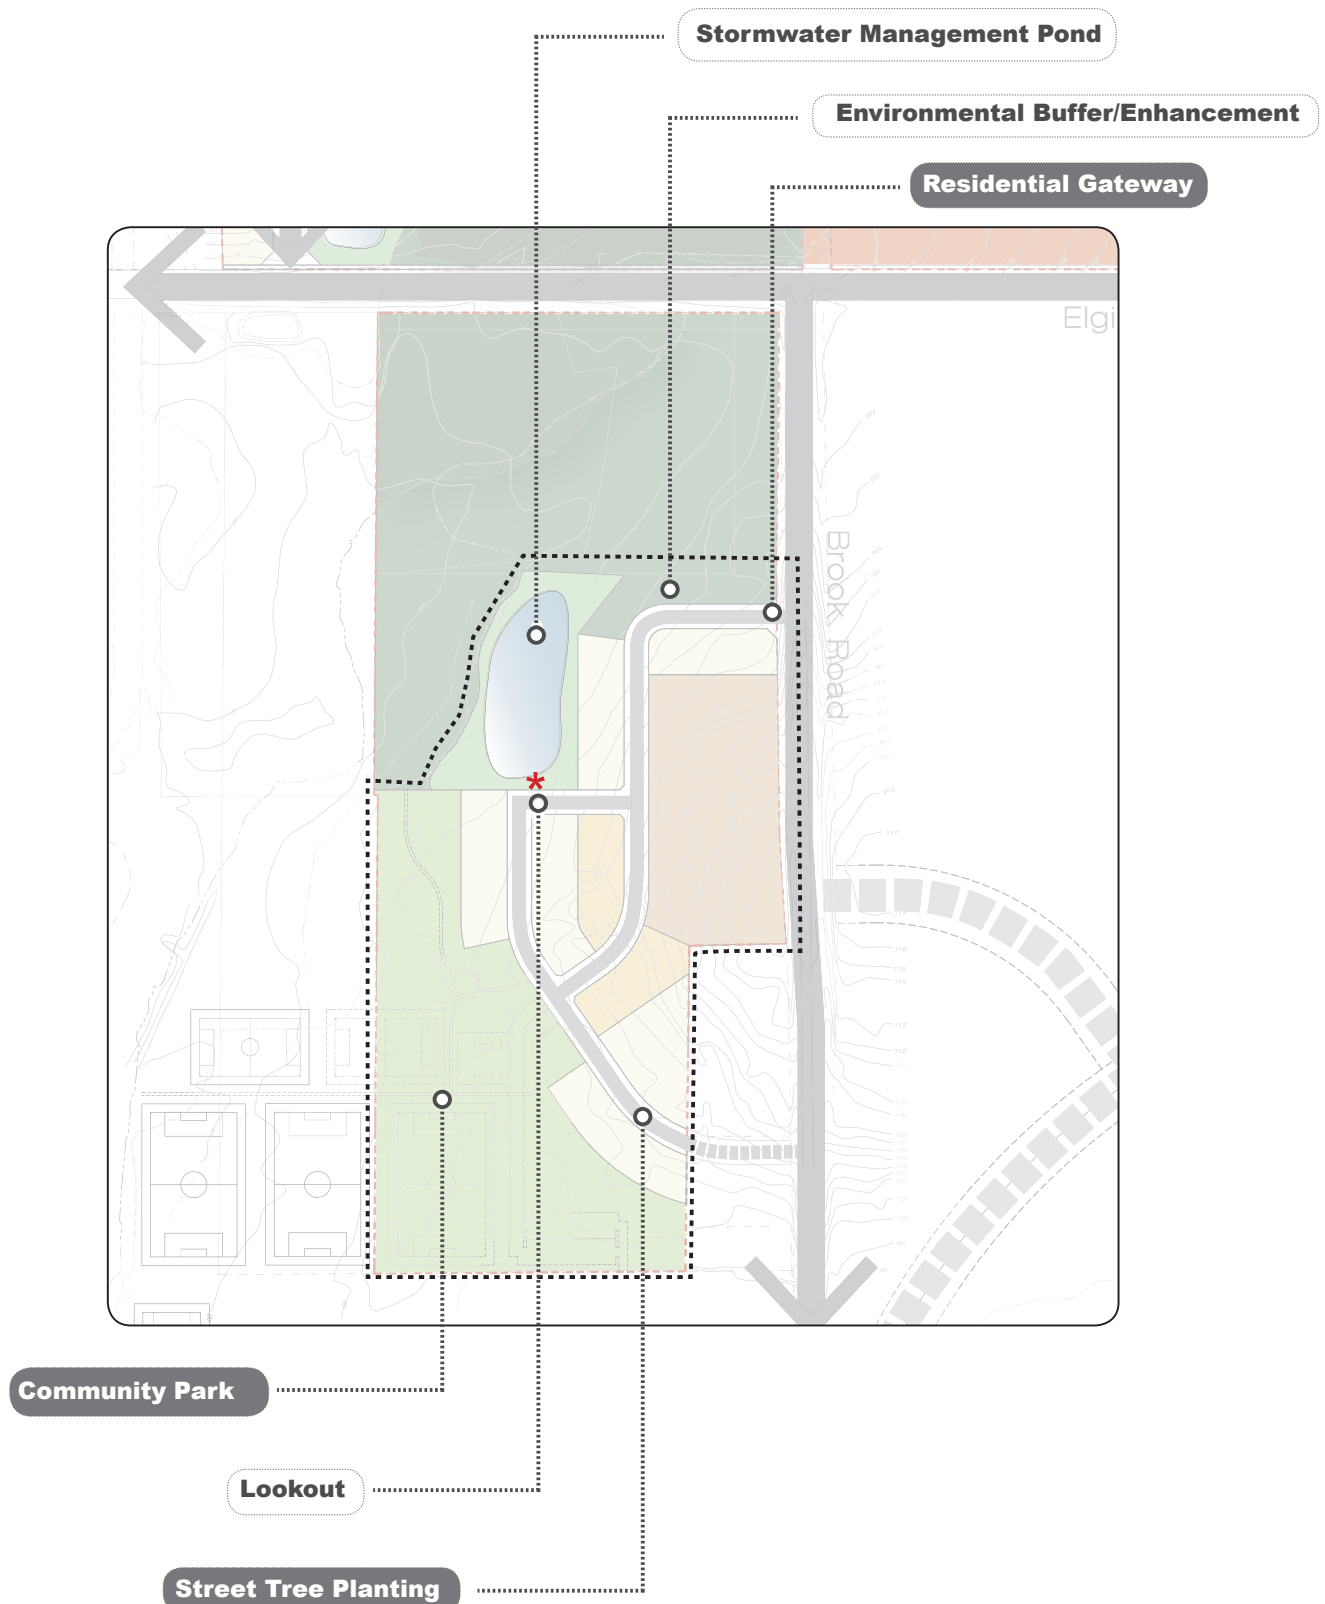 Stormwater Management Pond
Environmental Buffer/Enhancement
Residential Gateway
Elgi
Brook Road
Community Park
Lookout
Street Tree Planting